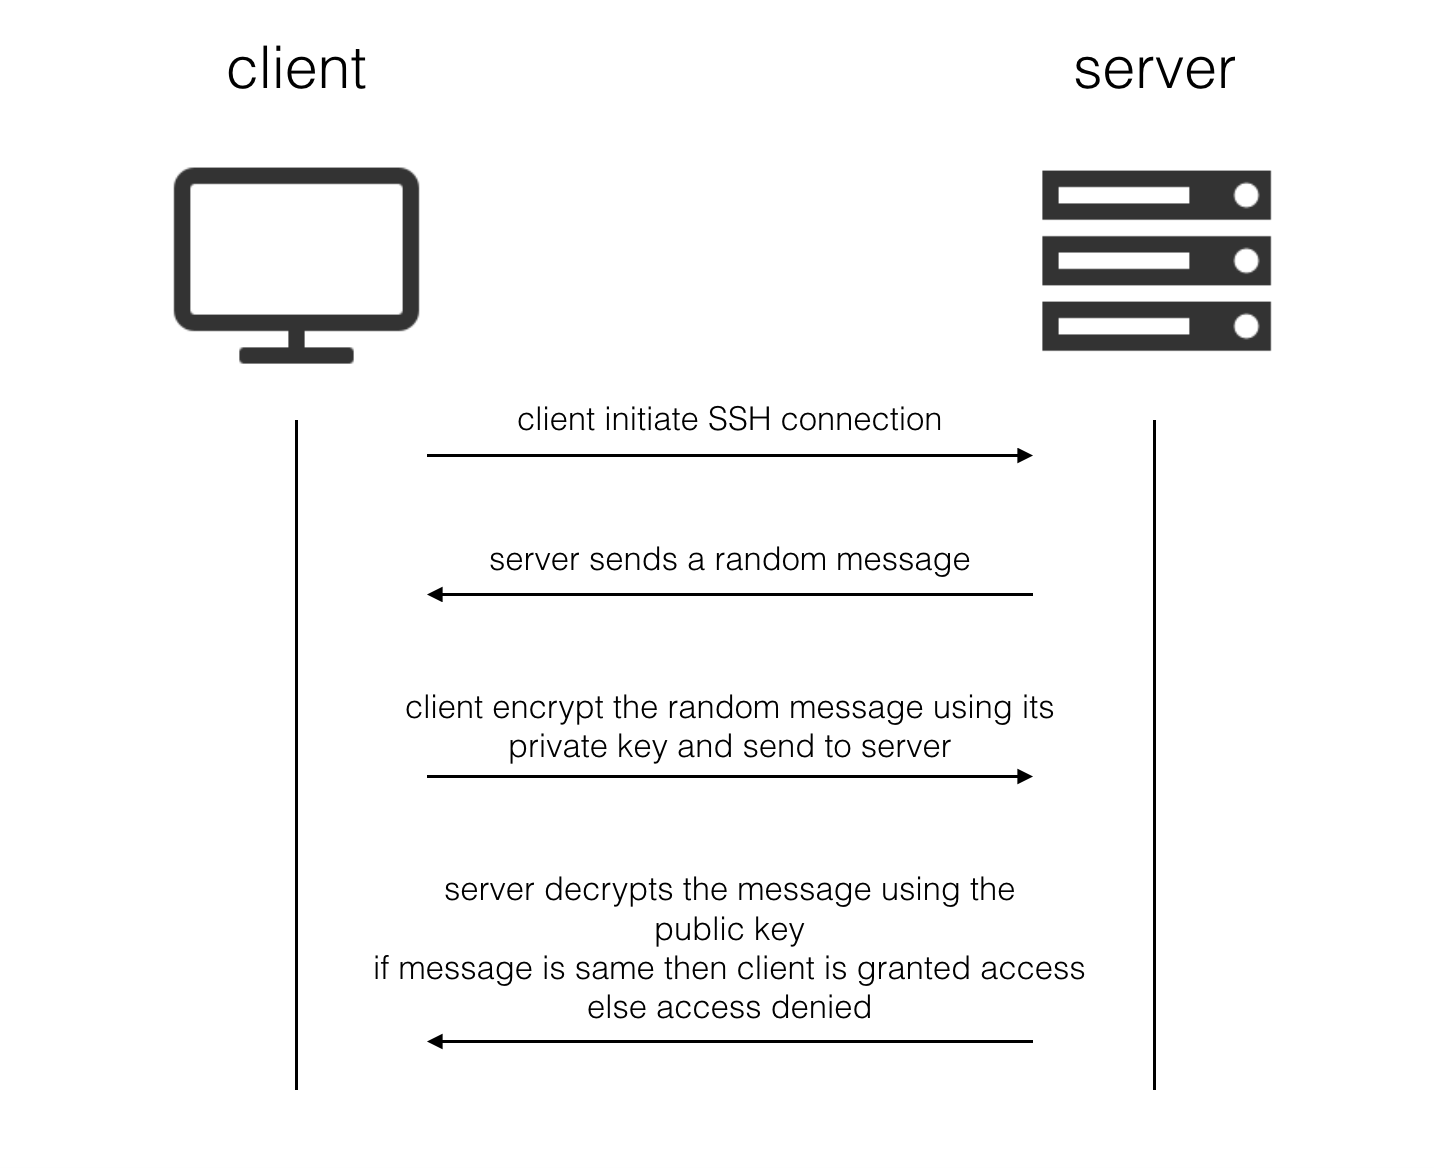 client
server
client initiate SSH connection
server sends a random message
client encrypt the random message using its
private key and send to server
server decrypts the message using the
public key
if message is same then client is granted access
else access denied